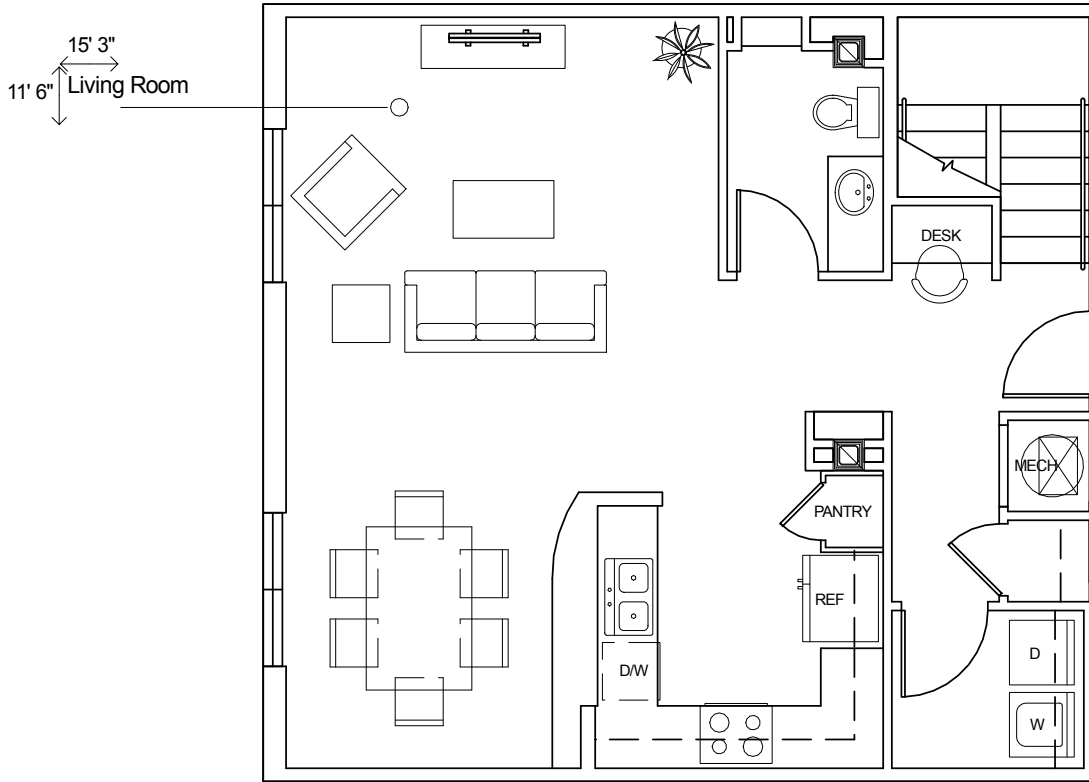 15' 3"
11' 6" Living Room
DESK
MECH
PANTRY
REF
D/W
D
W